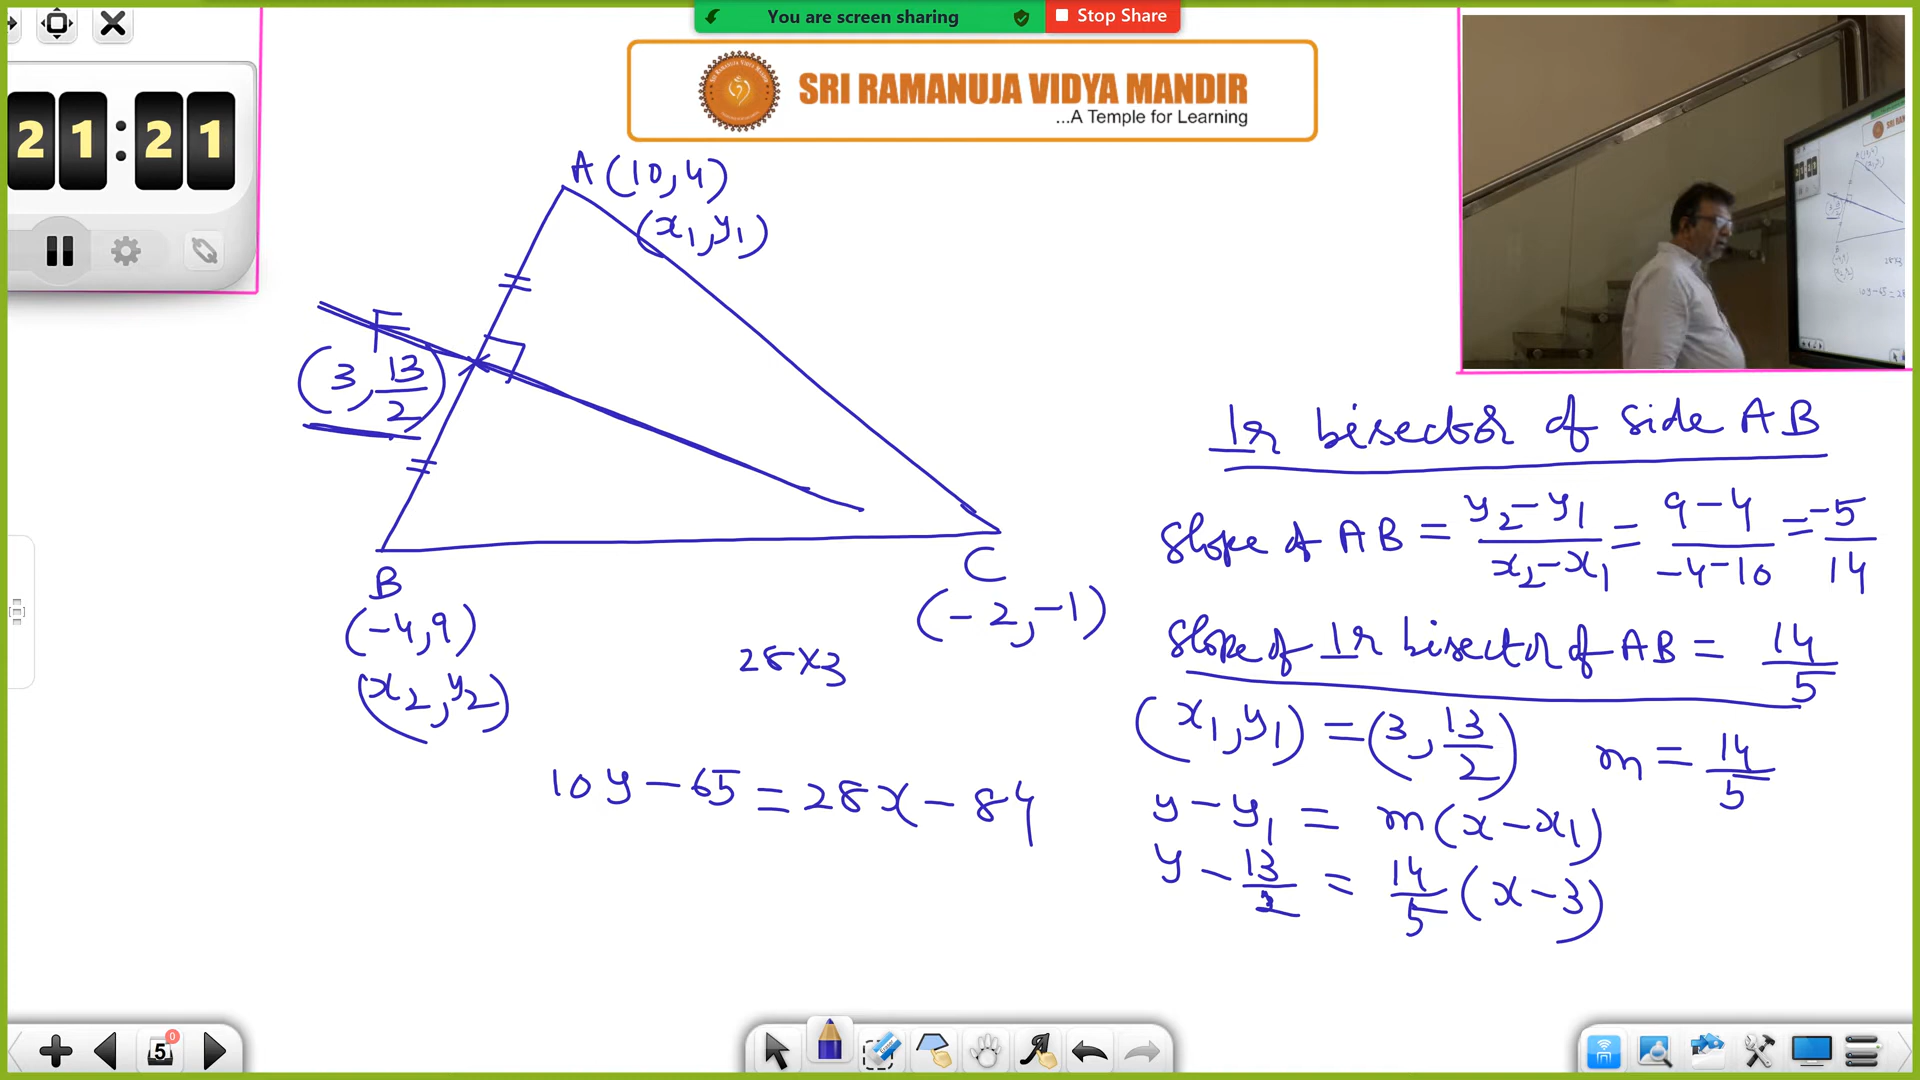 You are screen sharing
Stop Share
SRI RAMANUJA VIDYA MANDIR
...A Temple for Learning
21:21
A (10,4)
(x₁,y₁)
F
(3, 13/2)
B
(-4,9)
(x₂,y₂)
C
(-2,-1)
28×3
10y - 65 = 28x - 84
⊥r bisector of side AB
slope of AB = (y₂-y₁)/(x₂-x₁) = (9-4)/(-4-10) = -5/14
slope of ⊥r bisector of AB = 14/5
(x₁,y₁) = (3, 13/2) m = 14/5
y - y₁ = m(x - x₁)
y - 13/2 = 14/5 (x - 3)
5
0